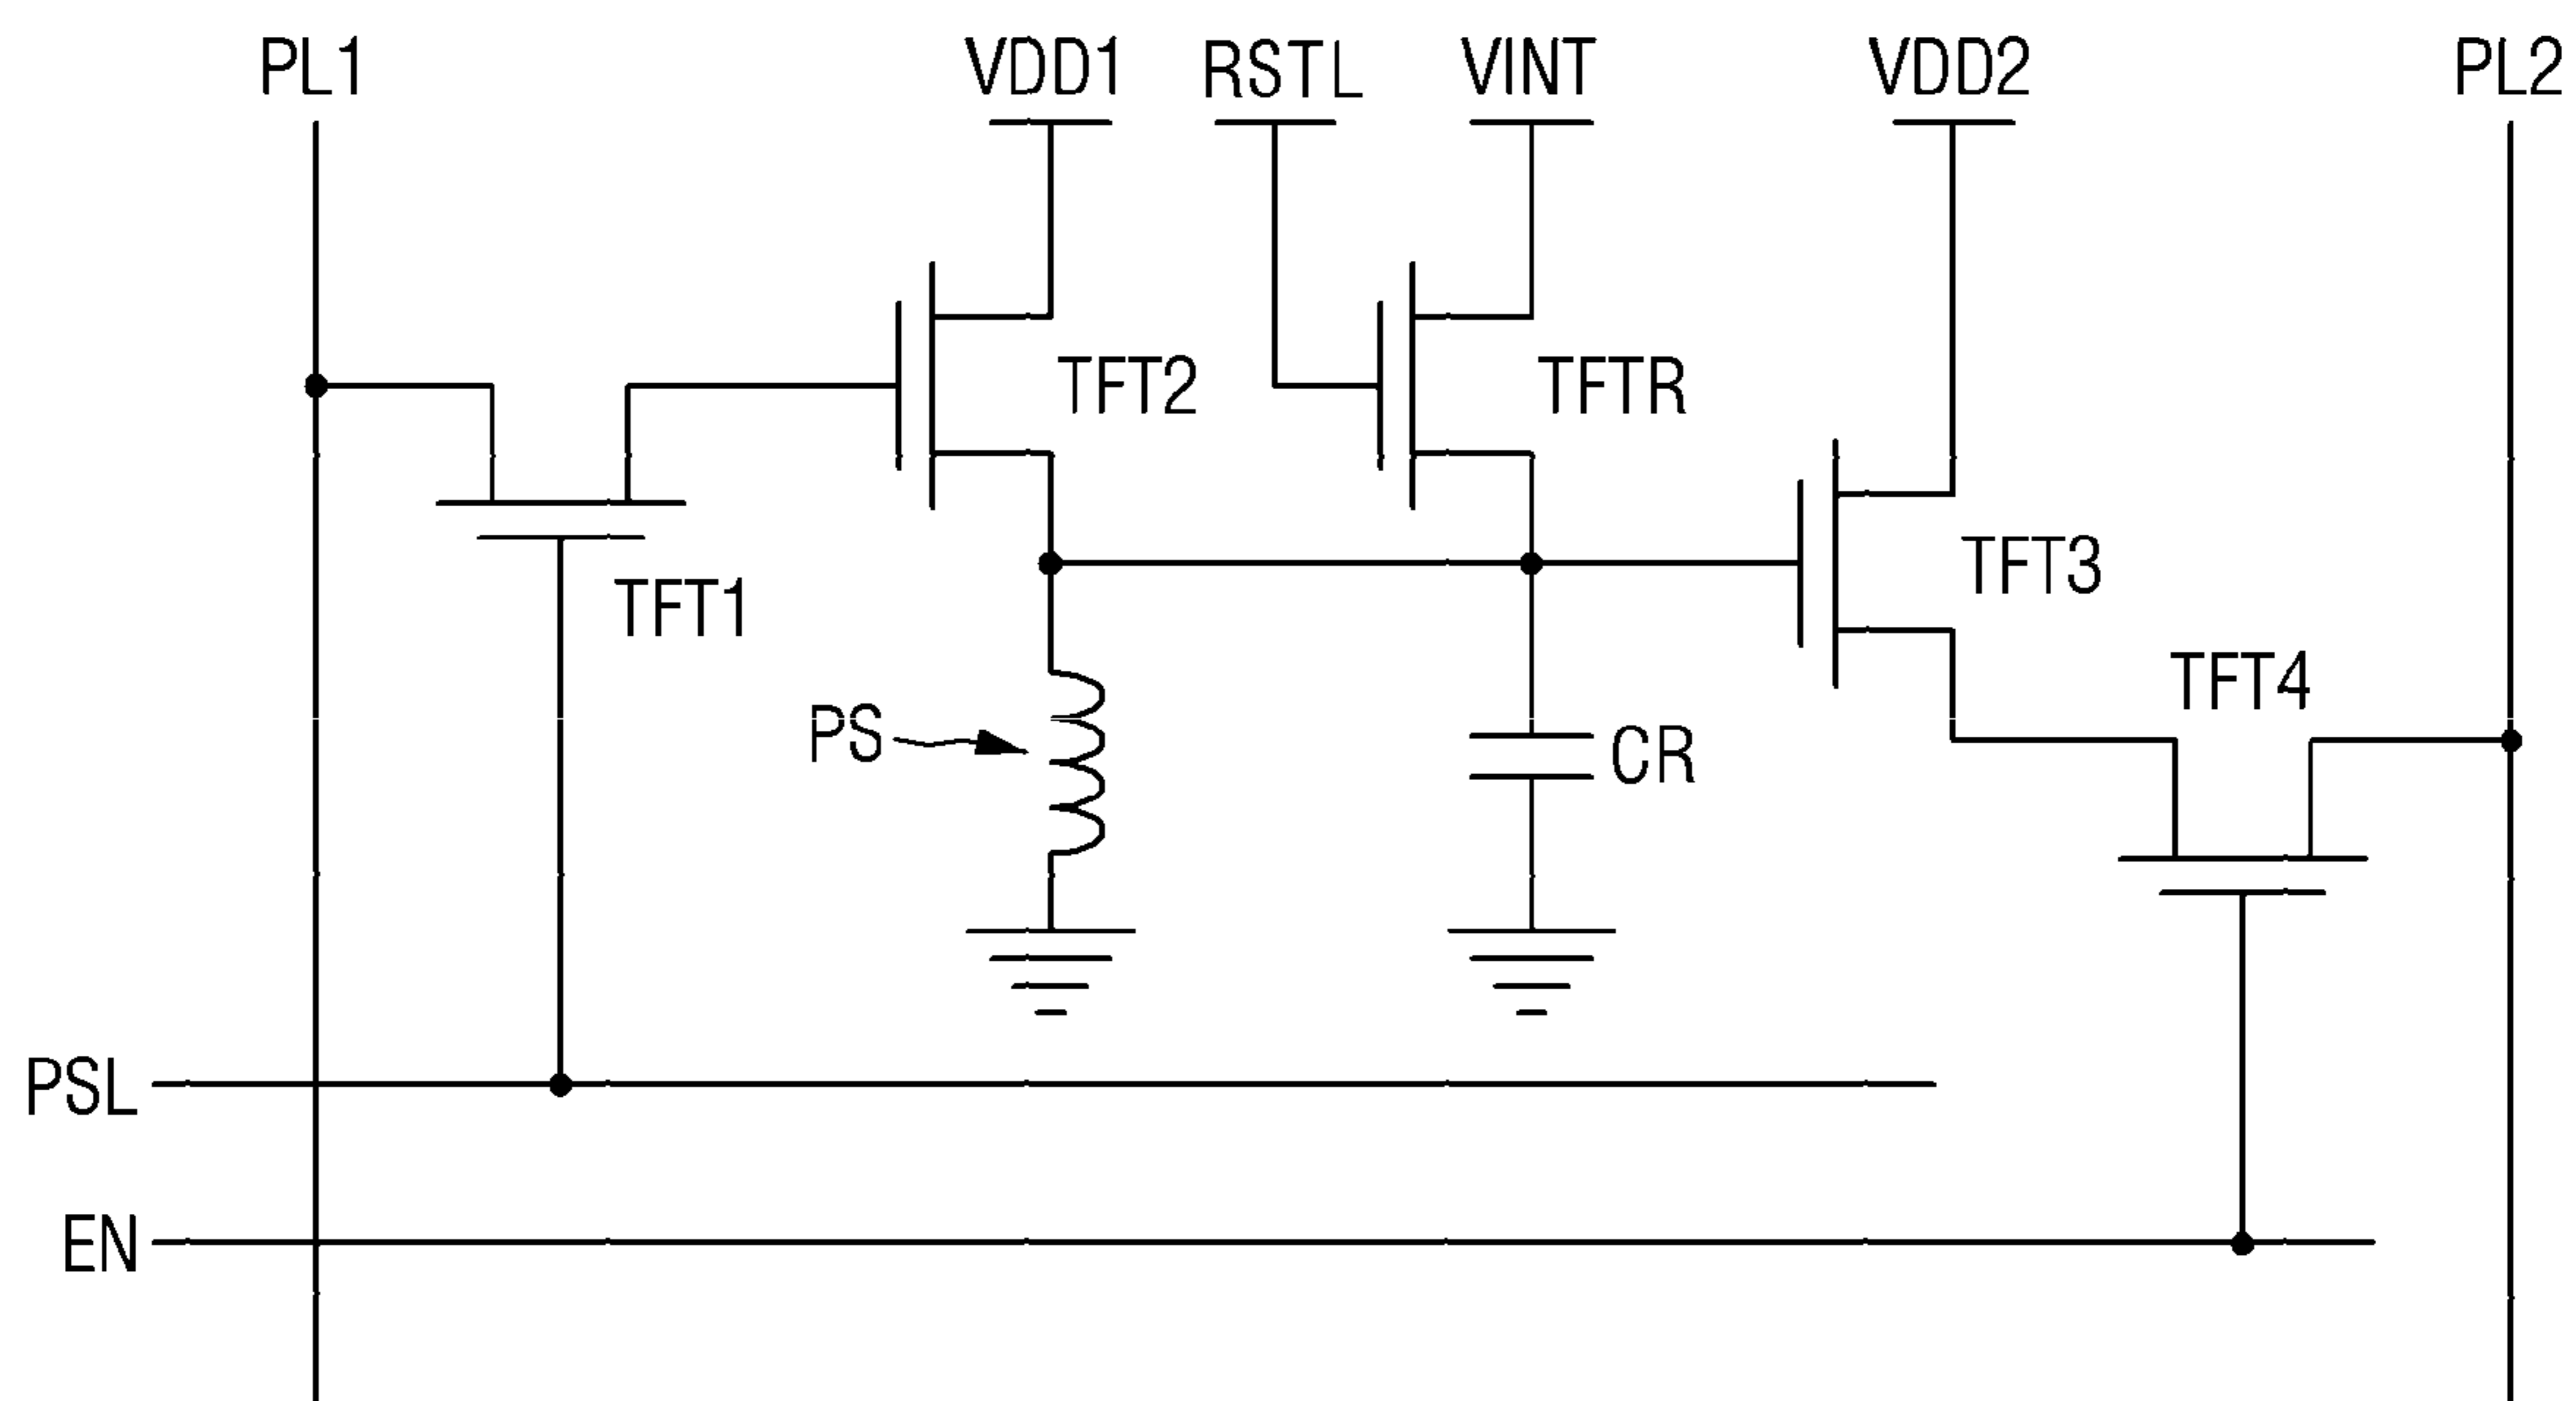 PL1
VDD1
RSTL
VINT
VDD2
PL2
TFT2
TFTR
TFT3
TFT1
TFT4
PS
CR
PSL
EN